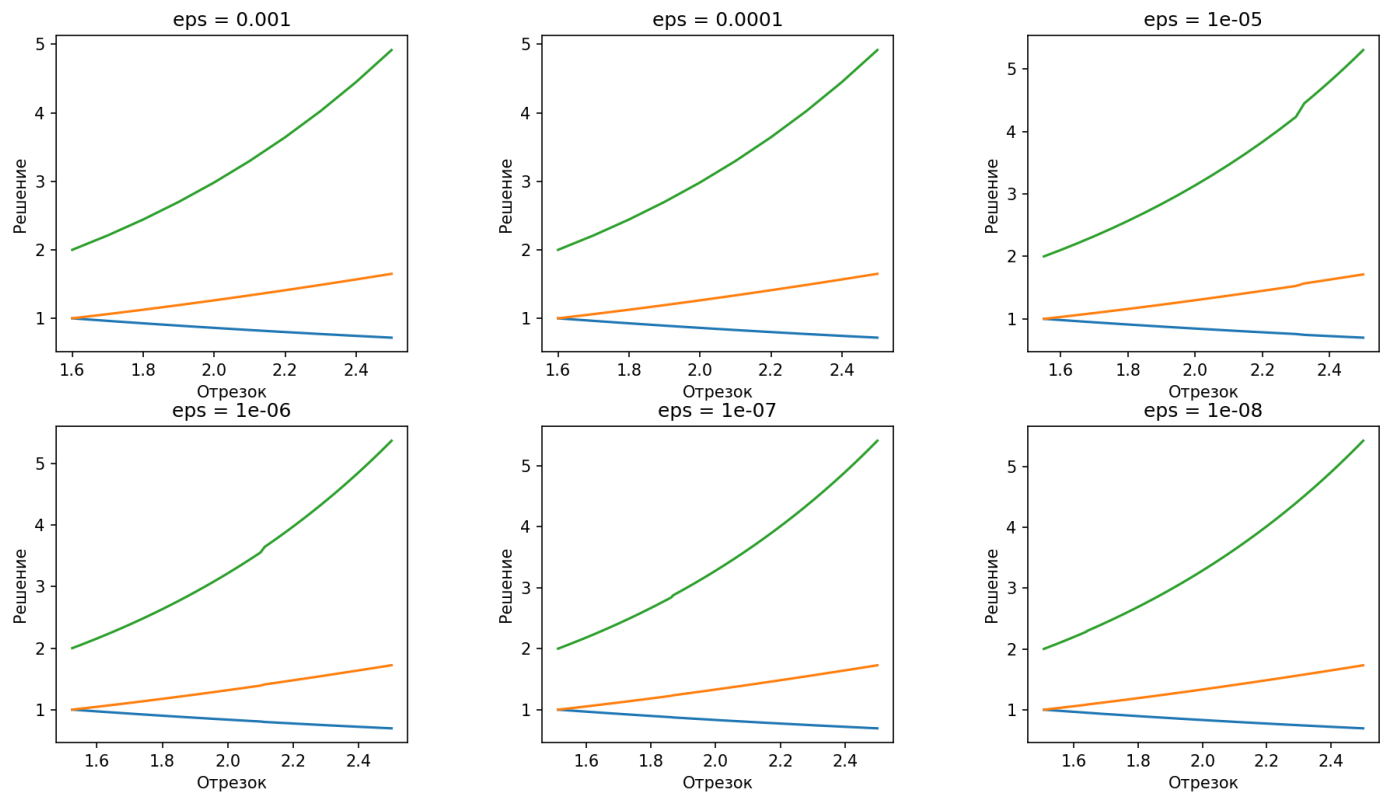 eps = 0.001
5
4
3
2
1
Решение
1.6 1.8 2.0 2.2 2.4
Отрезок
eps = 0.0001
5
4
3
2
1
Решение
1.6 1.8 2.0 2.2 2.4
Отрезок
eps = 1e-05
5
4
3
2
1
Решение
1.6 1.8 2.0 2.2 2.4
Отрезок
eps = 1e-06
5
4
3
2
1
Решение
1.6 1.8 2.0 2.2 2.4
Отрезок
eps = 1e-07
5
4
3
2
1
Решение
1.6 1.8 2.0 2.2 2.4
Отрезок
eps = 1e-08
5
4
3
2
1
Решение
1.6 1.8 2.0 2.2 2.4
Отрезок